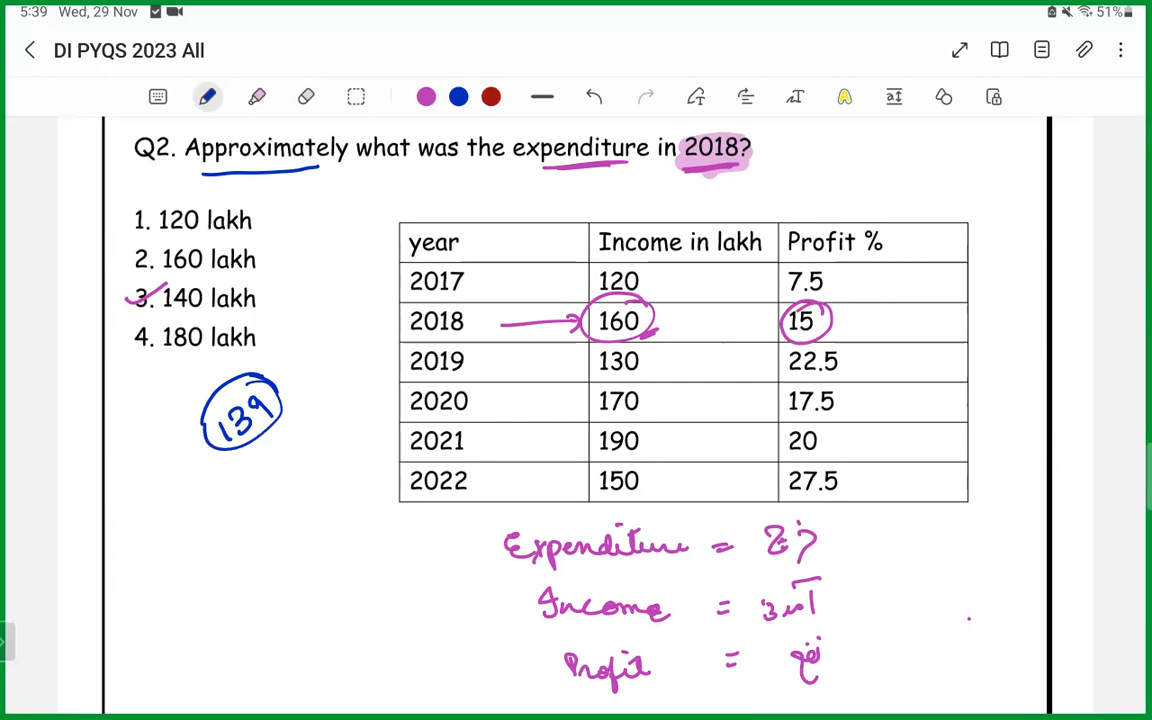 5:39 Wed, 29 Nov 51%
DI PYQS 2023 All
Q2. Approximately what was the expenditure in 2018?
1. 120 lakh
2. 160 lakh
3. 140 lakh
4. 180 lakh
139
year Income in lakh Profit %
2017 120 7.5
2018 160 15
2019 130 22.5
2020 170 17.5
2021 190 20
2022 150 27.5
Expenditure =
Income =
Profit =